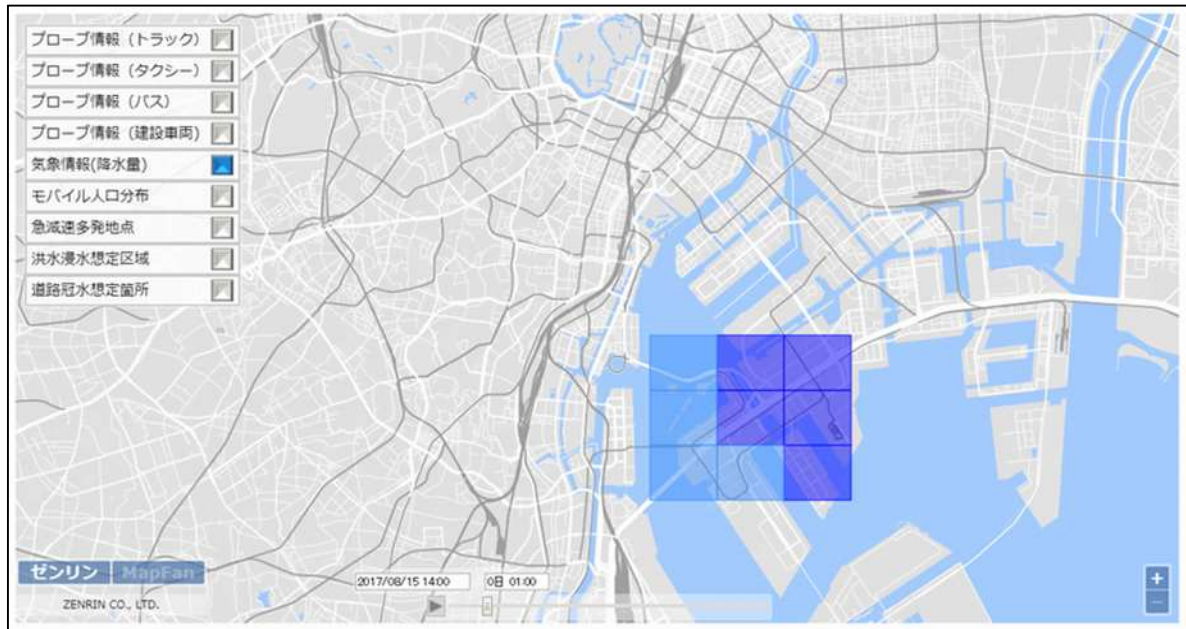 プローブ情報（トラック）
プローブ情報（タクシー）
プローブ情報（バス）
プローブ情報（建設車両)
気象情報(降水量)
モバイル人口分布
急減速多発地点
洪水浸水想定区域
道路冠水想定箇所
ゼンリン MapFan
2017/08/15 14:00 0日 01:00
ZENRIN CO., LTD.
+
−